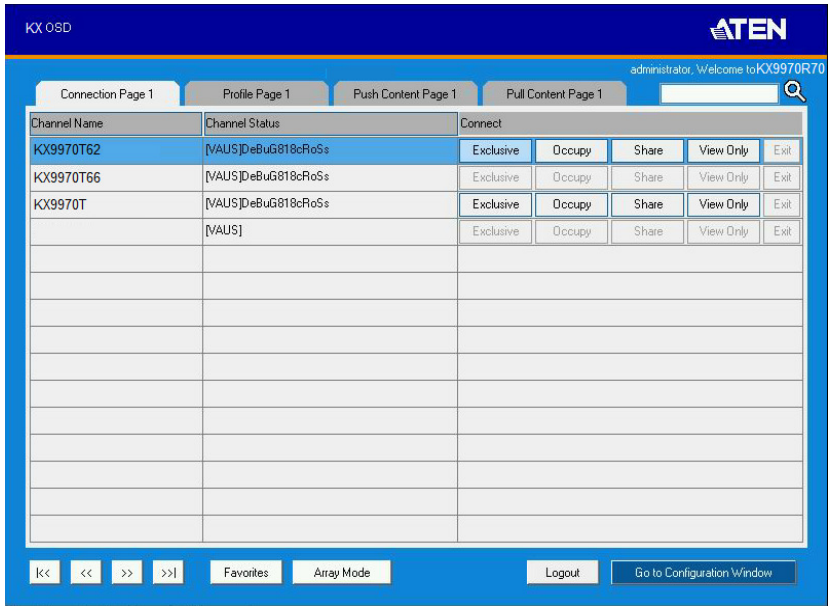 KX OSD
ATEN
administrator, Welcome toKX9970R70
Connection Page 1 Profile Page 1 Push Content Page 1 Pull Content Page 1
Channel Name Channel Status Connect
KX9970T62 [VAUS]DeBuG818cRoSs Exclusive Occupy Share View Only Exit
KX9970T66 [VAUS]DeBuG818cRoSs Exclusive Occupy Share View Only Exit
KX9970T [VAUS]DeBuG818cRoSs Exclusive Occupy Share View Only Exit
[VAUS] Exclusive Occupy Share View Only Exit
|<< << >> >>| Favorites Array Mode Logout Go to Configuration Window